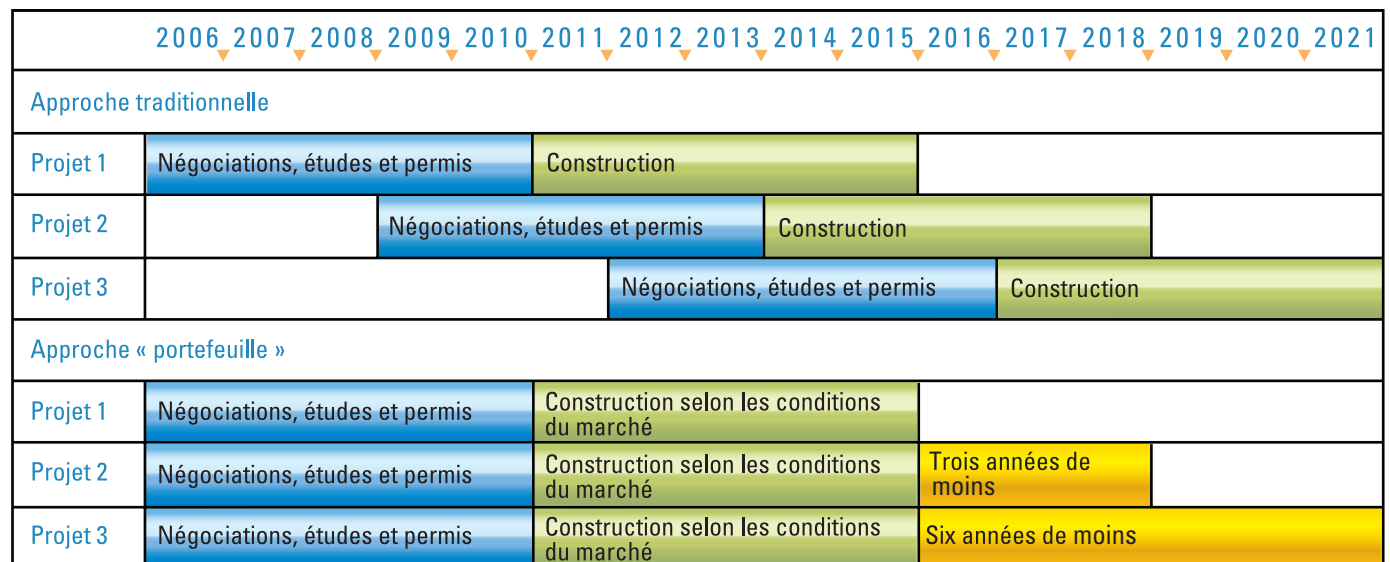 2006 2007 2008 2009 2010 2011 2012 2013 2014 2015 2016 2017 2018 2019 2020 2021
Approche traditionnelle
Projet 1 Négociations, études et permis Construction
Projet 2 Négociations, études et permis Construction
Projet 3 Négociations, études et permis Construction
Approche « portefeuille »
Projet 1 Négociations, études et permis Construction selon les conditions
du marché
Projet 2 Négociations, études et permis Construction selon les conditions
du marché
Trois années de
moins
Projet 3 Négociations, études et permis Construction selon les conditions
du marché
Six années de moins